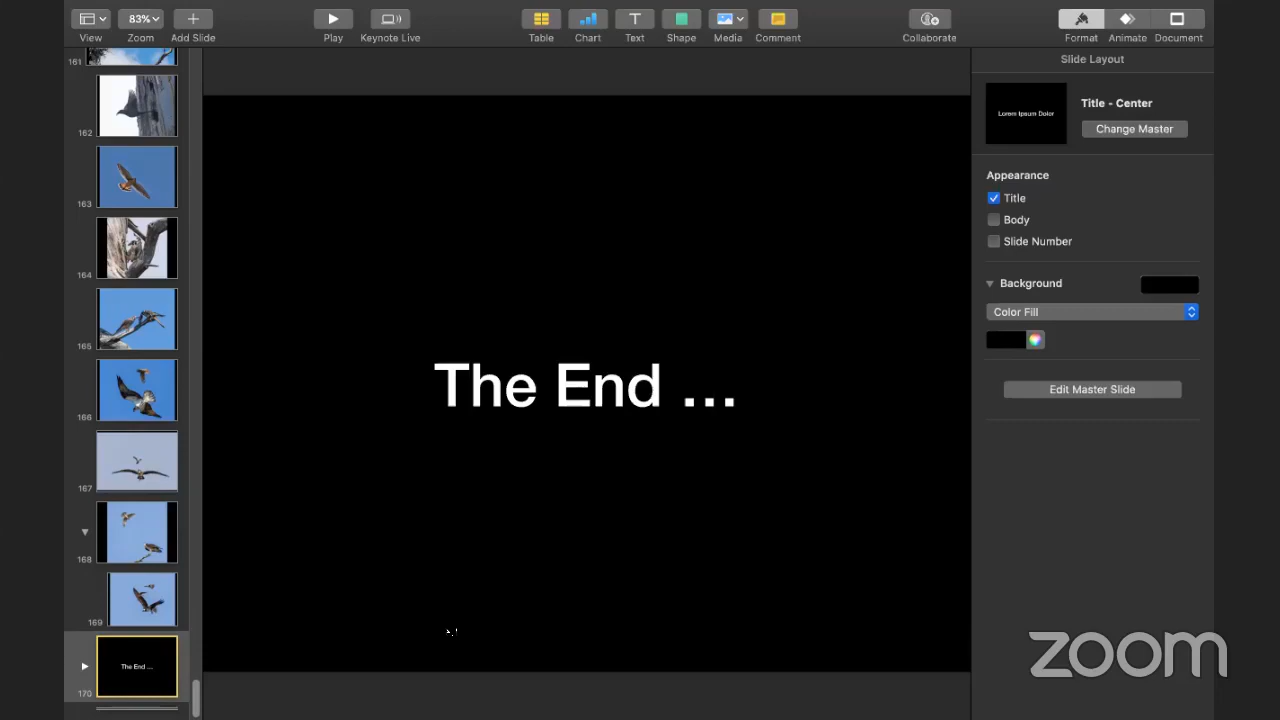 83%
View
Zoom
Add Slide
Play
Keynote Live
Table
Chart
Text
Shape
Media
Comment
Collaborate
Format
Animate
Document
Slide Layout
Lorem Ipsum Dolor
Title - Center
Change Master
Appearance
Title
Body
Slide Number
Background
Color Fill
Edit Master Slide
161
162
163
164
165
166
167
168
169
The End ...
170
The End ...
zoom